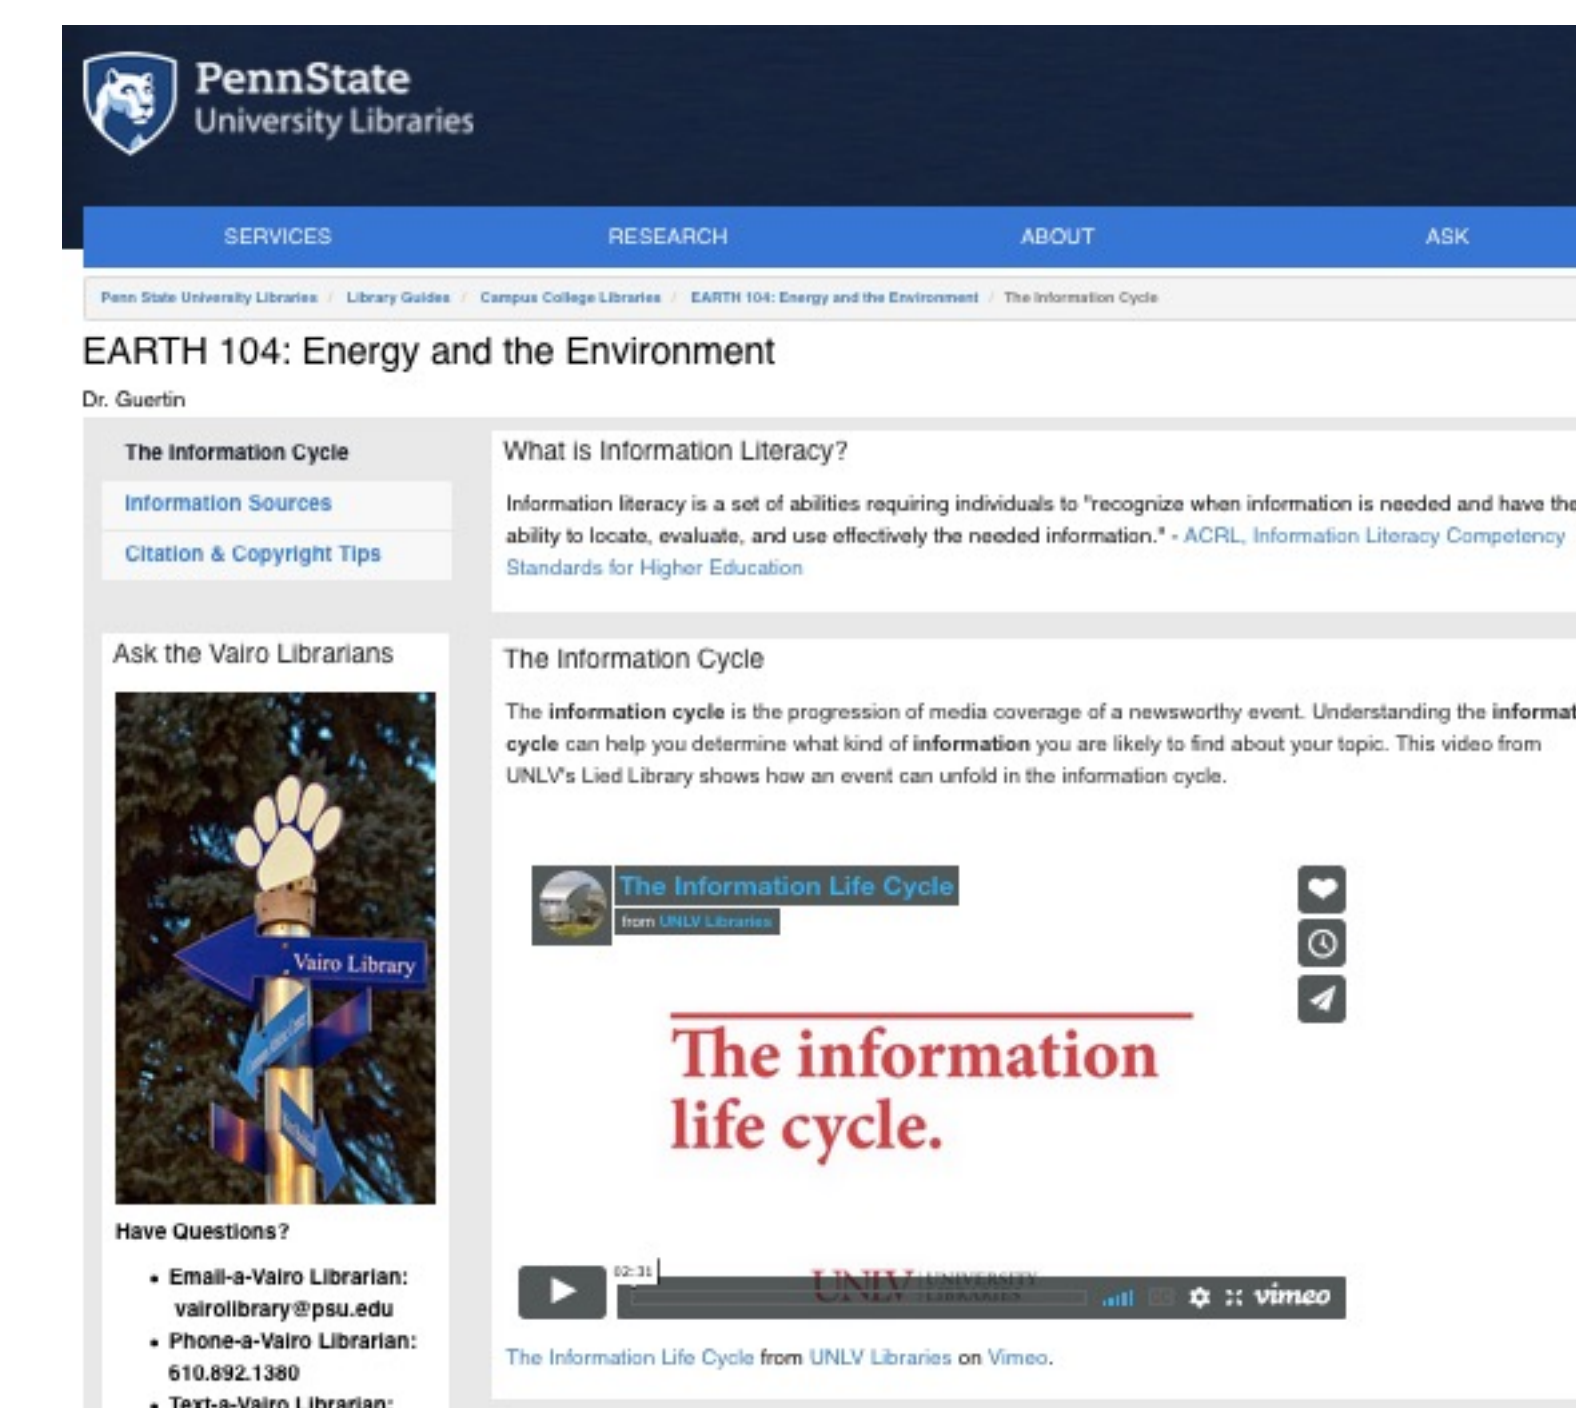 PennState
University Libraries
SERVICES RESEARCH ABOUT ASK
Penn State University Libraries / Library Guides / Campus College Libraries / EARTH 104: Energy and the Environment / The Information Cycle
EARTH 104: Energy and the Environment
Dr. Guertin
The Information Cycle
Information Sources
Citation & Copyright Tips
Ask the Vairo Librarians
Vairo Library
Have Questions?
• Email-a-Vairo Librarian:
vairolibrary@psu.edu
• Phone-a-Vairo Librarian:
610.892.1380
• Text-a-Vairo Librarian:
What is Information Literacy?
Information literacy is a set of abilities requiring individuals to "recognize when information is needed and have the
ability to locate, evaluate, and use effectively the needed information." - ACRL, Information Literacy Competency
Standards for Higher Education
The Information Cycle
The information cycle is the progression of media coverage of a newsworthy event. Understanding the informat
cycle can help you determine what kind of information you are likely to find about your topic. This video from
UNLV's Lied Library shows how an event can unfold in the information cycle.
The Information Life Cycle
from UNLV Libraries
The information
life cycle.
02:31
UNLV UNIVERSITY
LIBRARIES
CC vimeo
The Information Life Cycle from UNLV Libraries on Vimeo.